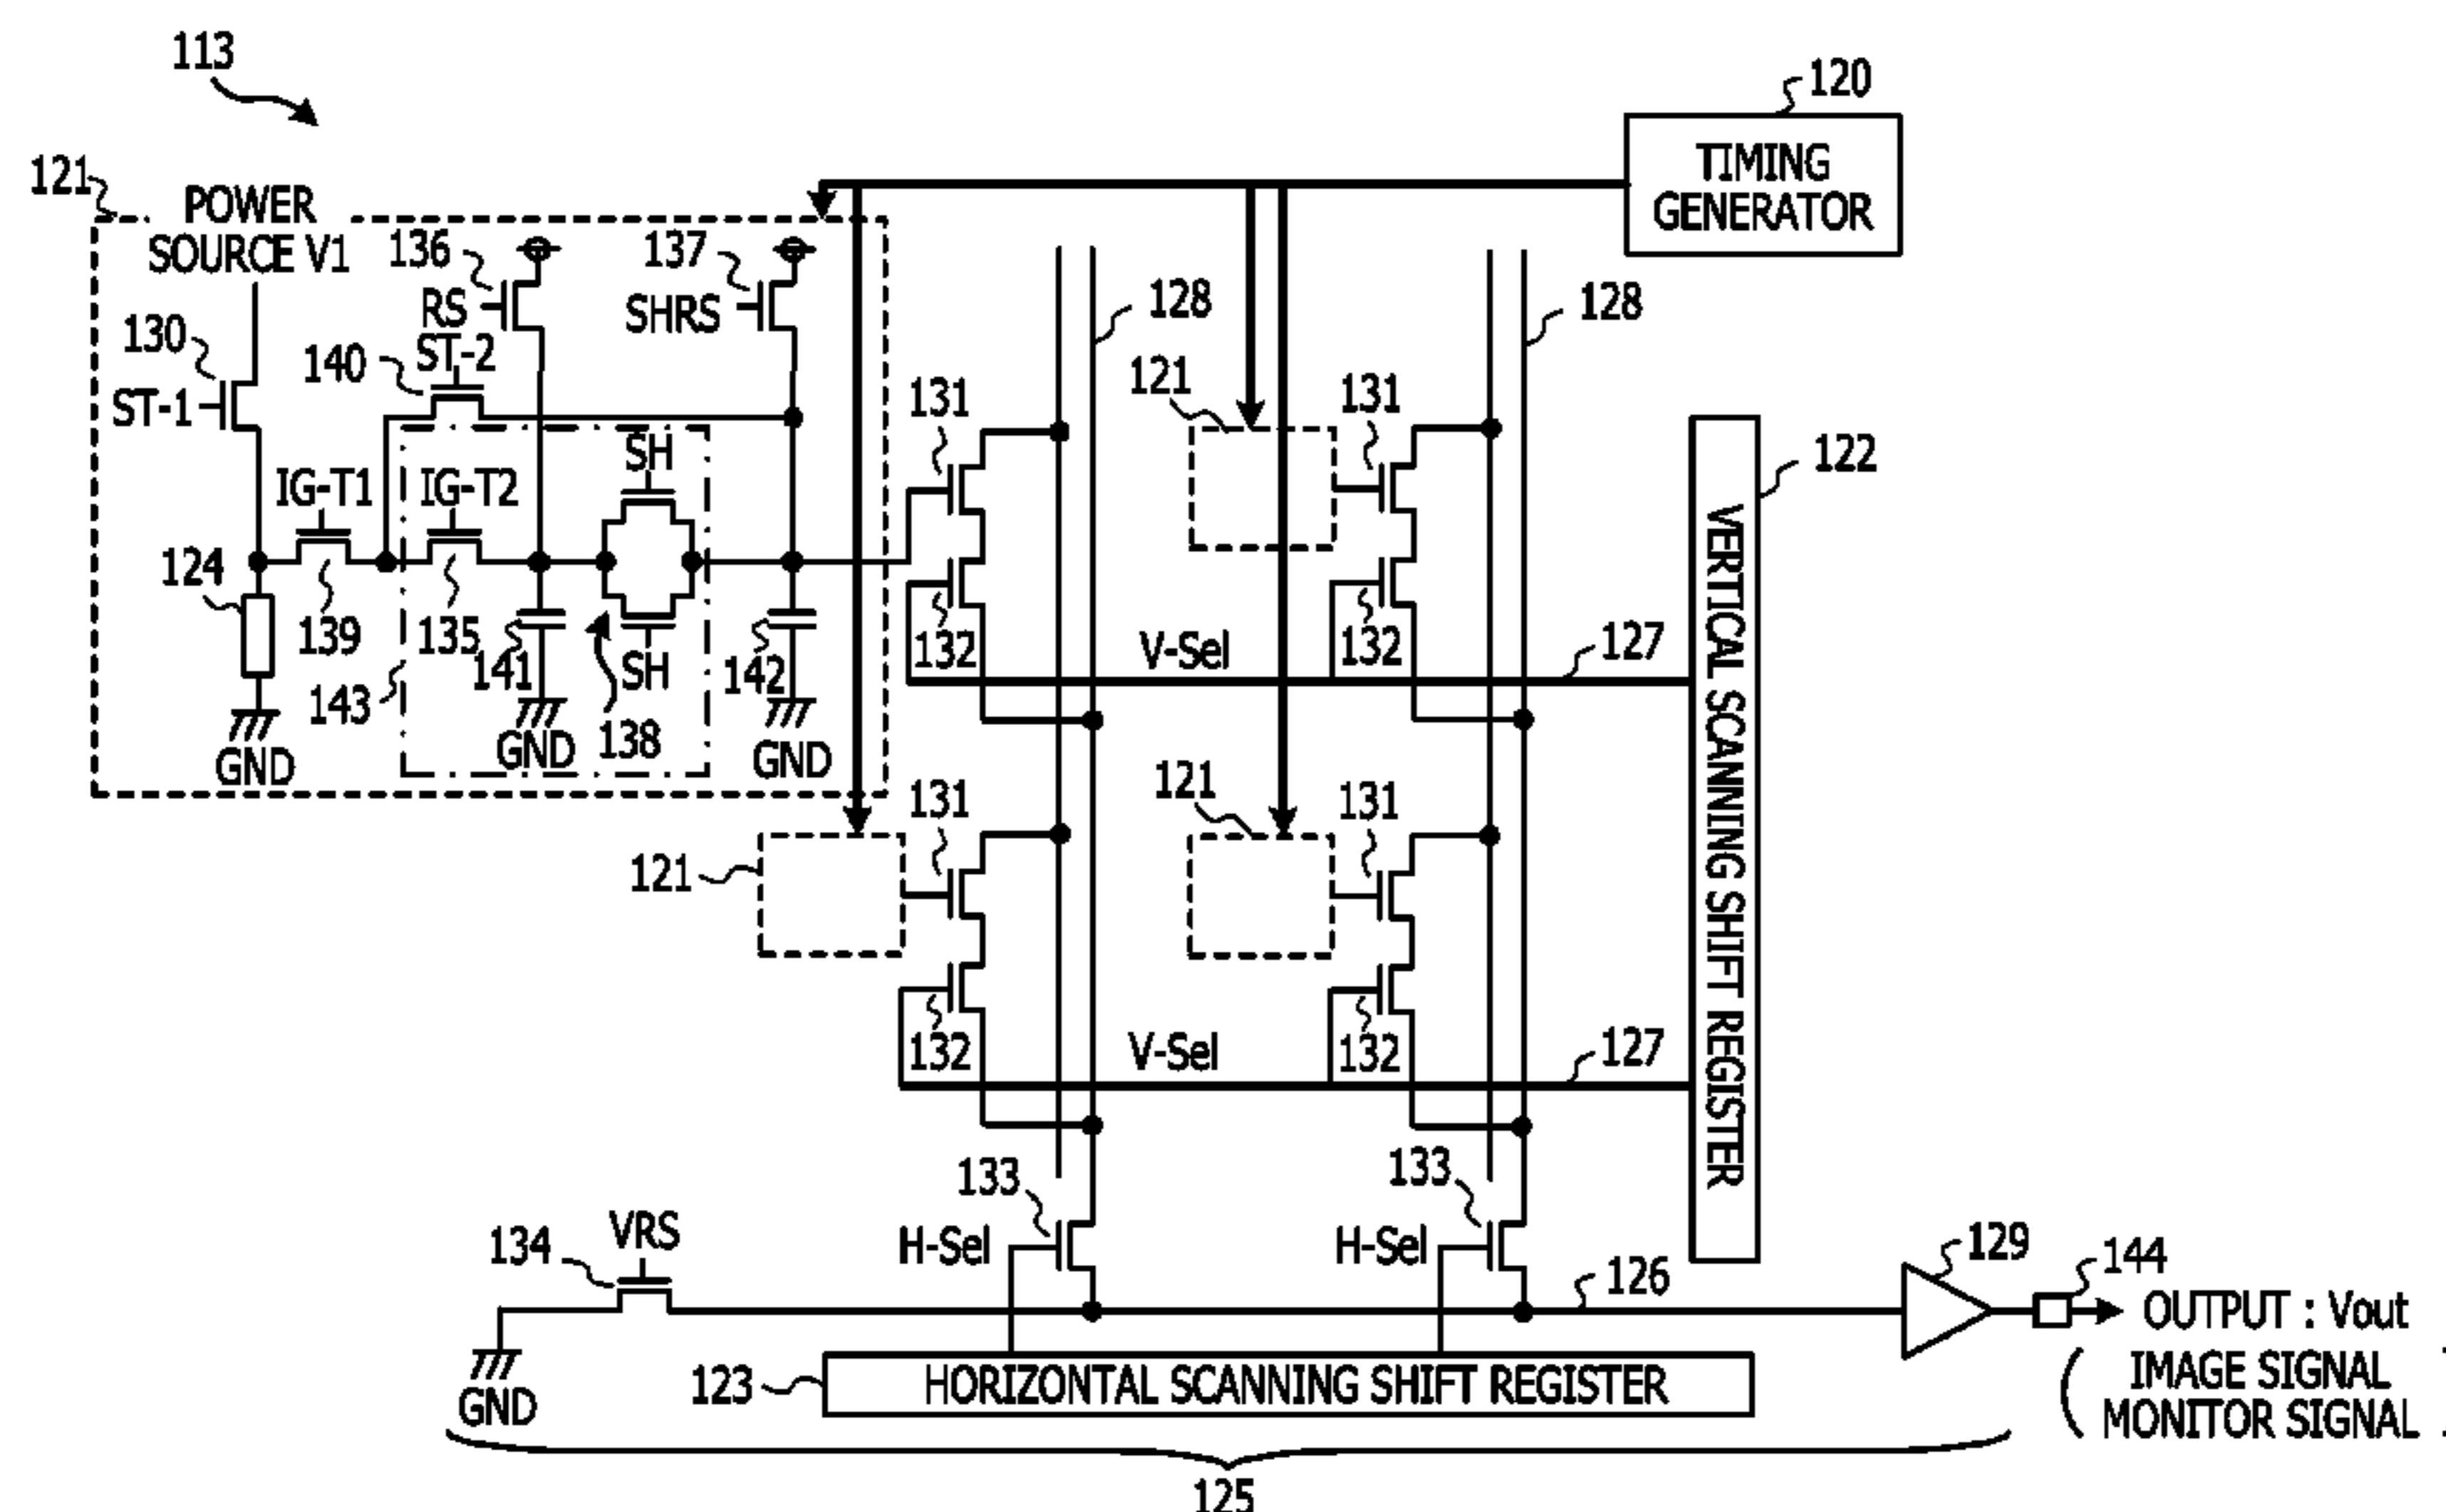 113
120
TIMING
GENERATOR
121
POWER
SOURCE V1
136
RS
137
SHRS
128
128
130
ST-1
140
ST-2
131
121
131
122
VERTICAL SCANNING SHIFT REGISTER
IG-T1
IG-T2
SH
124
139
135
141
SH
142
132
V-Sel
132
127
143
GND
GND
138
GND
131
121
131
121
132
V-Sel
132
127
133
133
134
VRS
H-Sel
H-Sel
126
129
144
OUTPUT : Vout
GND
123
HORIZONTAL SCANNING SHIFT REGISTER
IMAGE SIGNAL
MONITOR SIGNAL
125